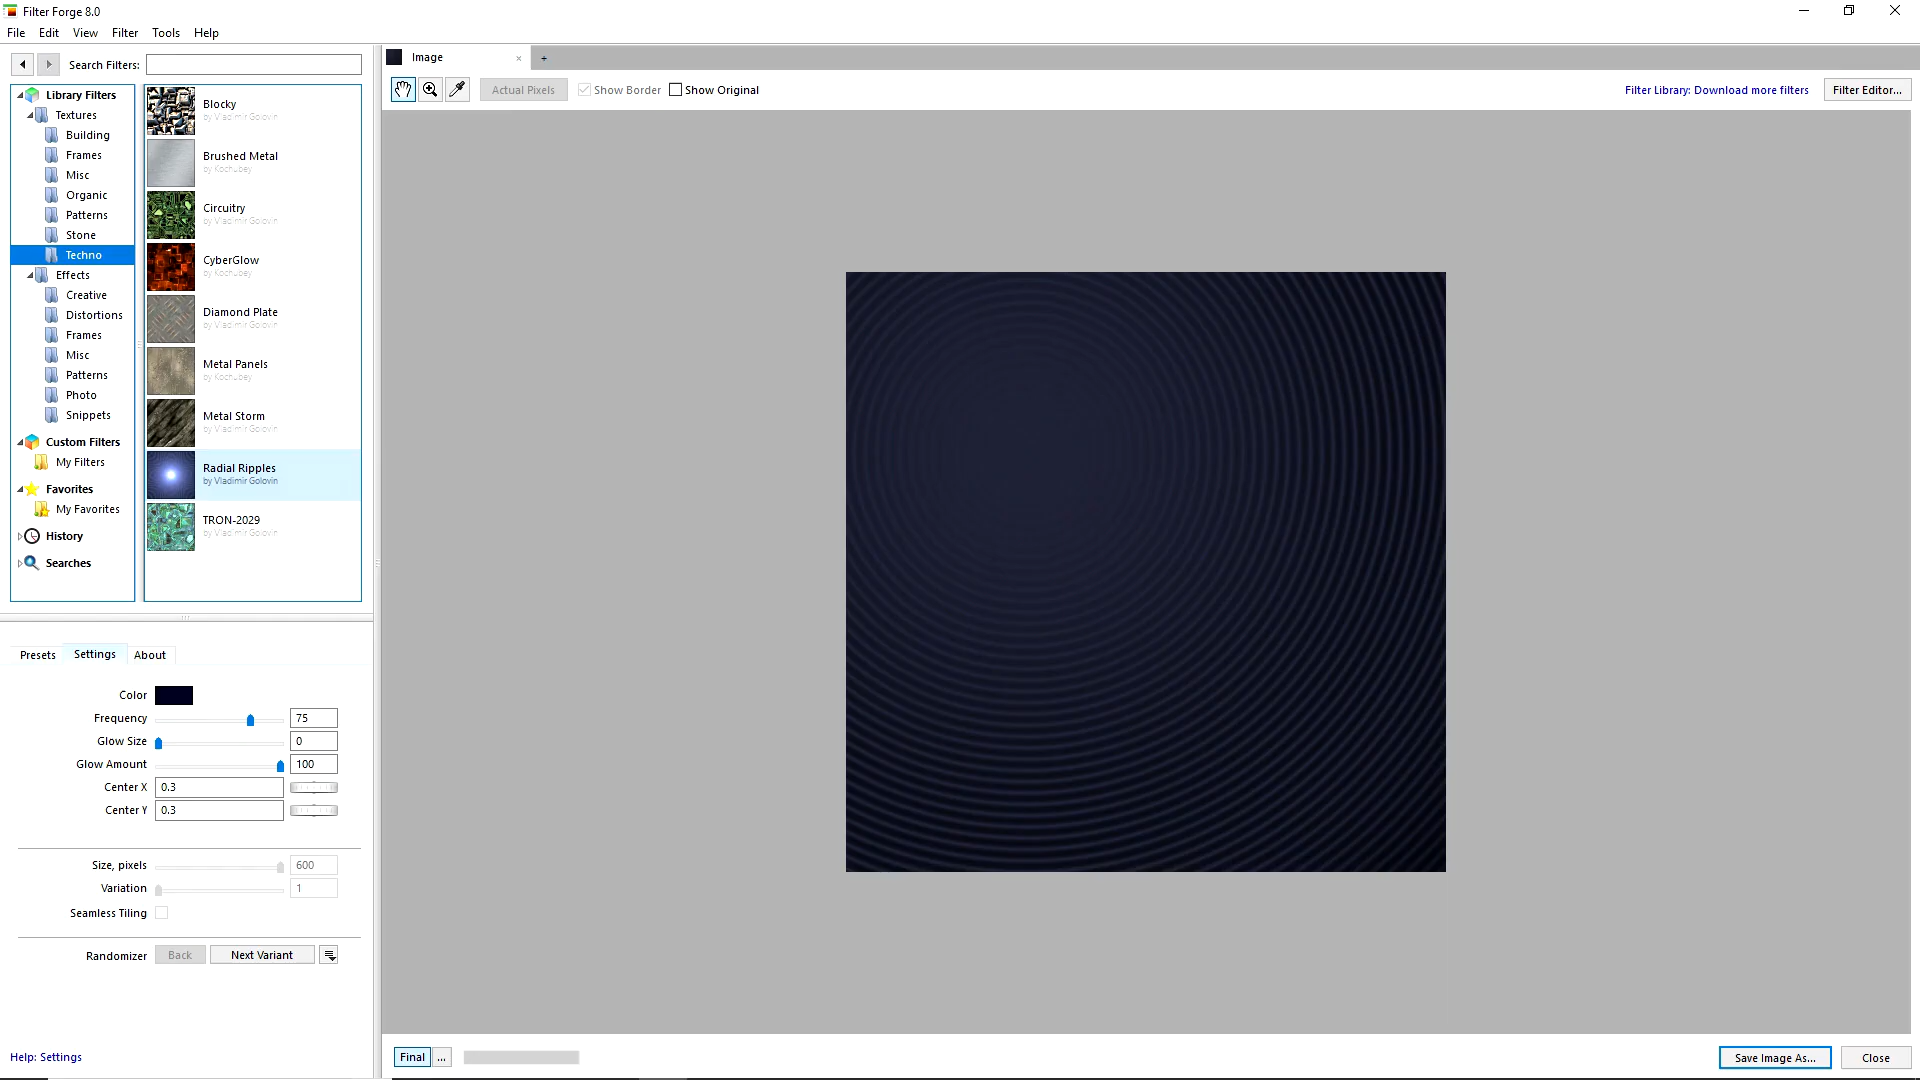 Filter Forge 8.0
File Edit View Filter Tools Help
Search Filters:
Library Filters
Textures
Building
Frames
Misc
Organic
Patterns
Stone
Techno
Effects
Creative
Distortions
Frames
Misc
Patterns
Photo
Snippets
Custom Filters
My Filters
Favorites
My Favorites
History
Searches
Blocky
by Vladimir Golovin
Brushed Metal
by Kochubey
Circuitry
by Vladimir Golovin
CyberGlow
by Kochubey
Diamond Plate
by Vladimir Golovin
Metal Panels
by Kochubey
Metal Storm
by Vladimir Golovin
Radial Ripples
by Vladimir Golovin
TRON-2029
by Vladimir Golovin
Presets Settings About
Color
Frequency 75
Glow Size 0
Glow Amount 100
Center X 0.3
Center Y 0.3
Size, pixels 600
Variation 1
Seamless Tiling
Randomizer Back Next Variant
Help: Settings
Image
Actual Pixels Show Border Show Original
Filter Library: Download more filters Filter Editor...
Final ...
Save Image As... Close